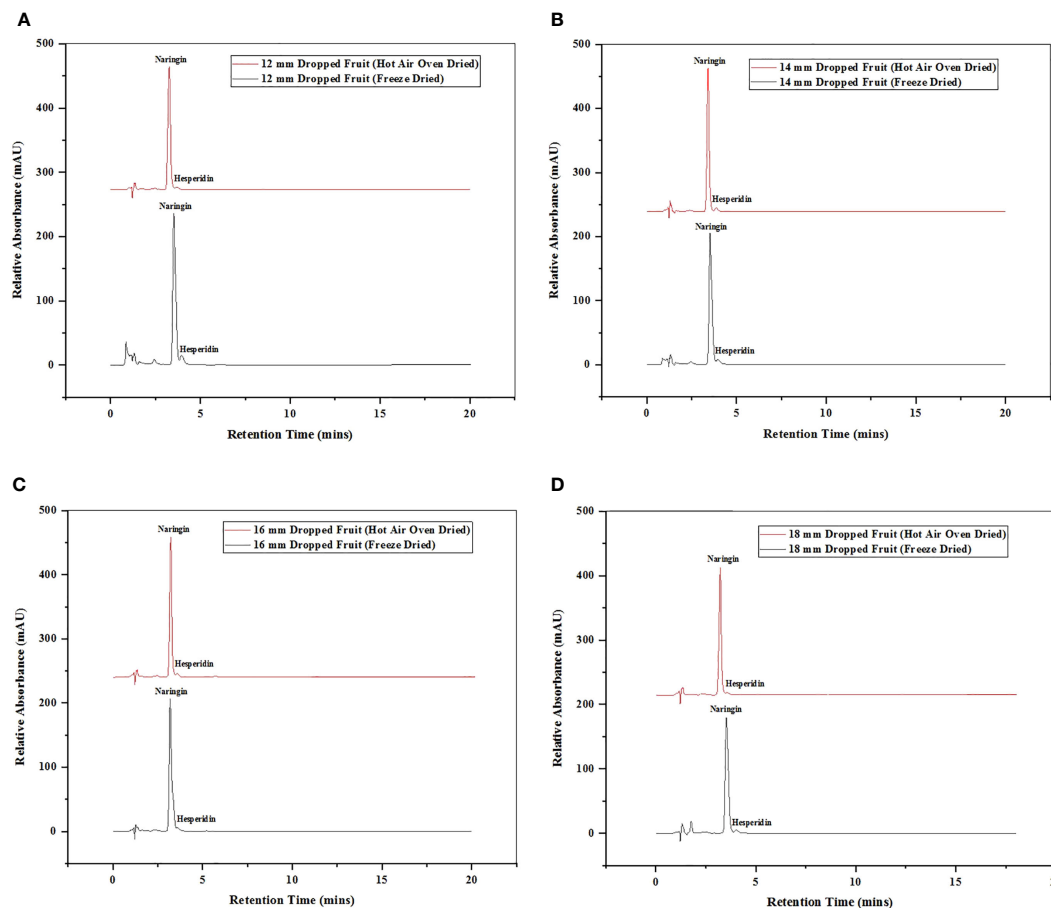 A
500
400
300
200
100
0
Relative Absorbance (mAU)
Naringin
12 mm Dropped Fruit (Hot Air Oven Dried)
12 mm Dropped Fruit (Freeze Dried)
Hesperidin
Naringin
Hesperidin
0
5
10
15
20
Retention Time (mins)
B
500
400
300
200
100
0
Relative Absorbance (mAU)
Naringin
14 mm Dropped Fruit (Hot Air Oven Dried)
14 mm Dropped Fruit (Freeze Dried)
Hesperidin
Naringin
Hesperidin
0
5
10
15
20
Retention Time (mins)
C
500
400
300
200
100
0
Relative Absorbance (mAU)
Naringin
16 mm Dropped Fruit (Hot Air Oven Dried)
16 mm Dropped Fruit (Freeze Dried)
Hesperidin
Naringin
Hesperidin
0
5
10
15
20
Retention Time (mins)
D
500
400
300
200
100
0
Relative Absorbance (mAU)
18 mm Dropped Fruit (Hot Air Oven Dried)
18 mm Dropped Fruit (Freeze Dried)
Naringin
Hesperidin
Naringin
Hesperidin
0
5
10
15
Retention Time (mins)